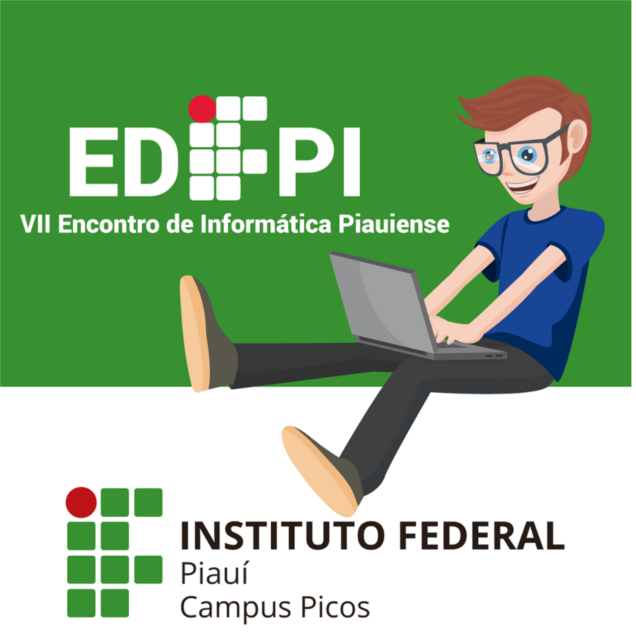 EDIFPI
VII Encontro de Informática Piauiense
INSTITUTO FEDERAL
Piauí
Campus Picos